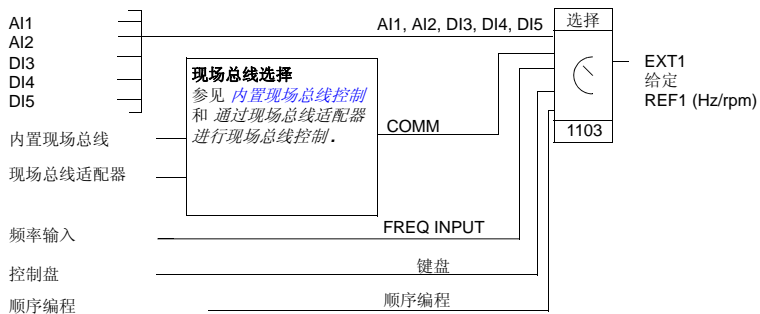 AI1
AI2
DI3
DI4
DI5
AI1, AI2, DI3, DI4, DI5
选择
1103
EXT1
给定
REF1 (Hz/rpm)
现场总线选择
参见 内置现场总线控制
和 通过现场总线适配器
进行现场总线控制.
COMM
内置现场总线
现场总线适配器
频率输入
FREQ INPUT
控制盘
键盘
顺序编程
顺序编程